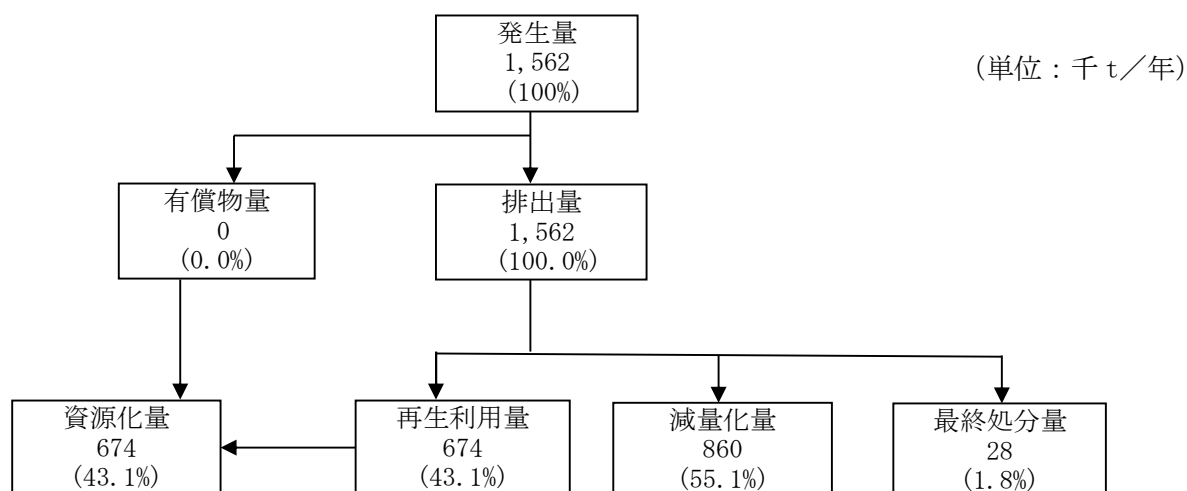 発生量
1,562
(100%)
(単位:千t/年)
有償物量
0
(0.0%)
排出量
1,562
(100.0%)
資源化量
674
(43.1%)
再生利用量
674
(43.1%)
減量化量
860
(55.1%)
最終処分量
28
(1.8%)